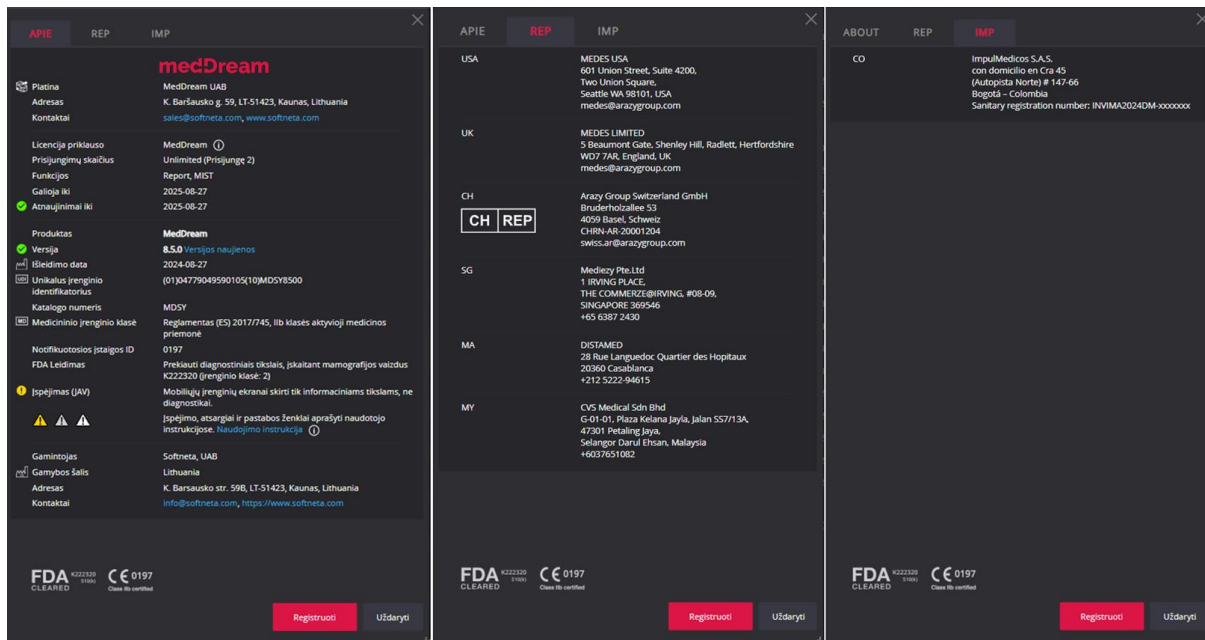 APIE REP IMP
medDream
Platina MedDream UAB
Adresas K. Baršausko g. 59, LT-51423, Kaunas, Lithuania
Kontaktai sales@softneta.com, www.softneta.com
Licencija priklauso MedDream
Prisijungimų skaičius Unlimited (Prisijungę 2)
Funkcijos Report, MIST
Galioja iki 2025-08-27
Atnaujinimai iki 2025-08-27
Produktas MedDream
Versija 8.5.0 Versijos naujienos
Išleidimo data 2024-08-27
UDI Unikalus įrenginio identifikatorius (01)04779049590105(10)MDSY8500
Katalogo numeris MDSY
MD Medicininio įrenginio klasė Reglamentas (ES) 2017/745, IIb klasės aktyvioji medicinos
priemonė
Notifikuotosios įstaigos ID 0197
FDA Leidimas Prekiauti diagnostiniais tikslais, įskaitant mamografijos vaizdus
K222320 (įrenginio klasė: 2)
Įspėjimas (JAV) Mobiliųjų įrenginių ekranai skirti tik informaciniams tikslams, ne
diagnostikai.
Įspėjimo, atsargiai ir pastabos ženklai aprašyti naudotojo
instrukcijose. Naudojimo instrukcija
Gamintojas Softneta, UAB
Gamybos šalis Lithuania
Adresas K. Barsausko str. 59B, LT-51423, Kaunas, Lithuania
Kontaktai info@softneta.com, https://www.softneta.com
FDA CLEARED K222320 510(k) CE 0197 Class IIb certified
Registruoti Uždaryti
APIE REP IMP
USA MEDES USA
601 Union Street, Suite 4200,
Two Union Square,
Seattle WA 98101, USA
medes@arazygroup.com
UK MEDES LIMITED
5 Beaumont Gate, Shenley Hill, Radlett, Hertfordshire
WD7 7AR, England, UK
medes@arazygroup.com
CH Arazy Group Switzerland GmbH
CH REP Bruderholzallee 53
4059 Basel, Schweiz
CHRN-AR-20001204
swiss.ar@arazygroup.com
SG Mediezy Pte.Ltd
1 IRVING PLACE,
THE COMMERZE@IRVING, #08-09,
SINGAPORE 369546
+65 6387 2430
MA DISTAMED
28 Rue Languedoc Quartier des Hopitaux
20360 Casablanca
+212 5222-94615
MY CVS Medical Sdn Bhd
G-01-01, Plaza Kelana Jayla, Jalan SS7/13A,
47301 Petaling Jaya,
Selangor Darul Ehsan, Malaysia
+6037651082
FDA CLEARED K222320 510(k) CE 0197 Class IIb certified
Registruoti Uždaryti
ABOUT REP IMP
CO ImpulMedicos S.A.S.
con domicilio en Cra 45
(Autopista Norte) # 147-66
Bogotá – Colombia
Sanitary registration number: INVIMA2024DM-xxxxxxx
FDA CLEARED K222320 510(k) CE 0197 Class IIb certified
Registruoti Uždaryti